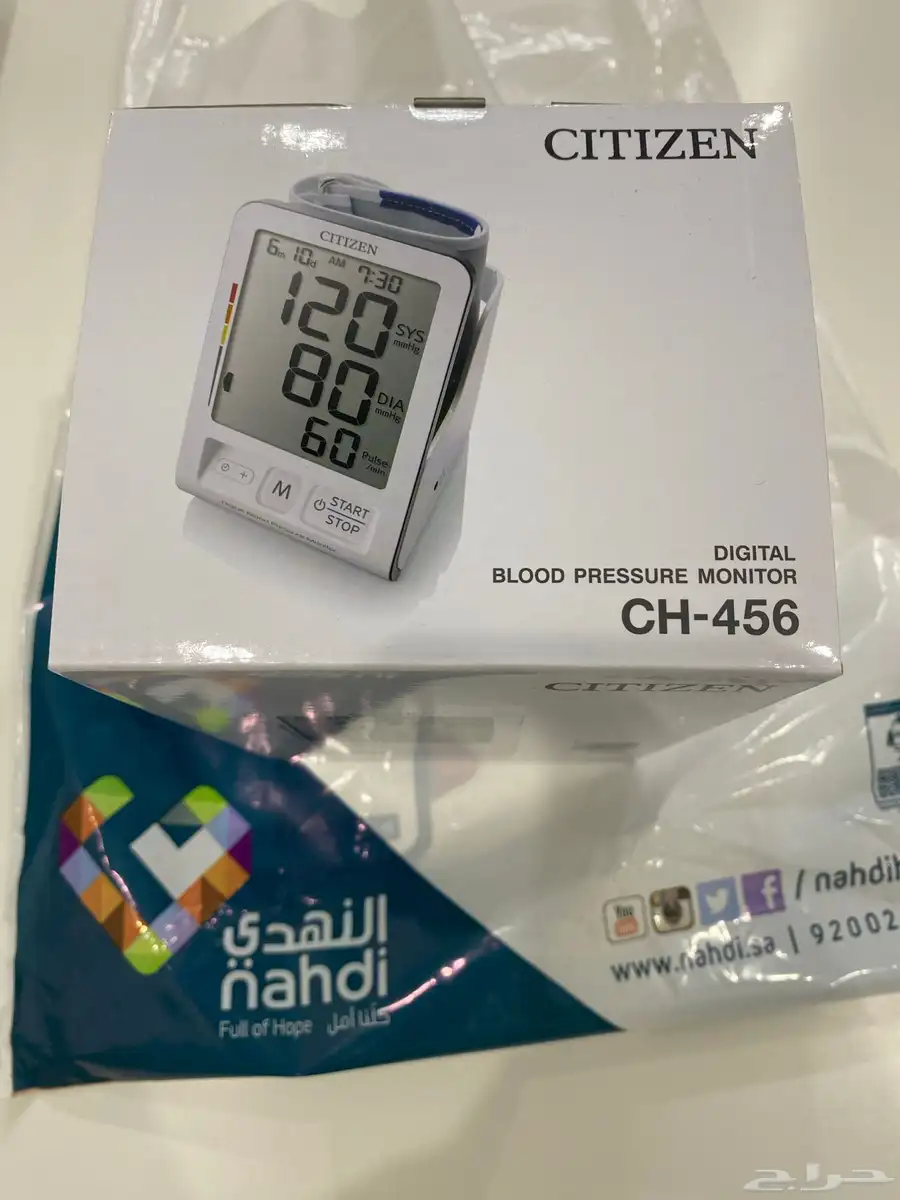 CITIZEN
CITIZEN
6m 10d AM 7:30
120 SYS mmHg
80 DIA mmHg
60 Pulse /min
+ M START STOP
DIGITAL
BLOOD PRESSURE MONITOR
CH-456
CITIZEN
النهدي
nahdi
Full of Hope كلنا أمل
You
/ nahdi
www.nahdi.sa | 92002
حراج